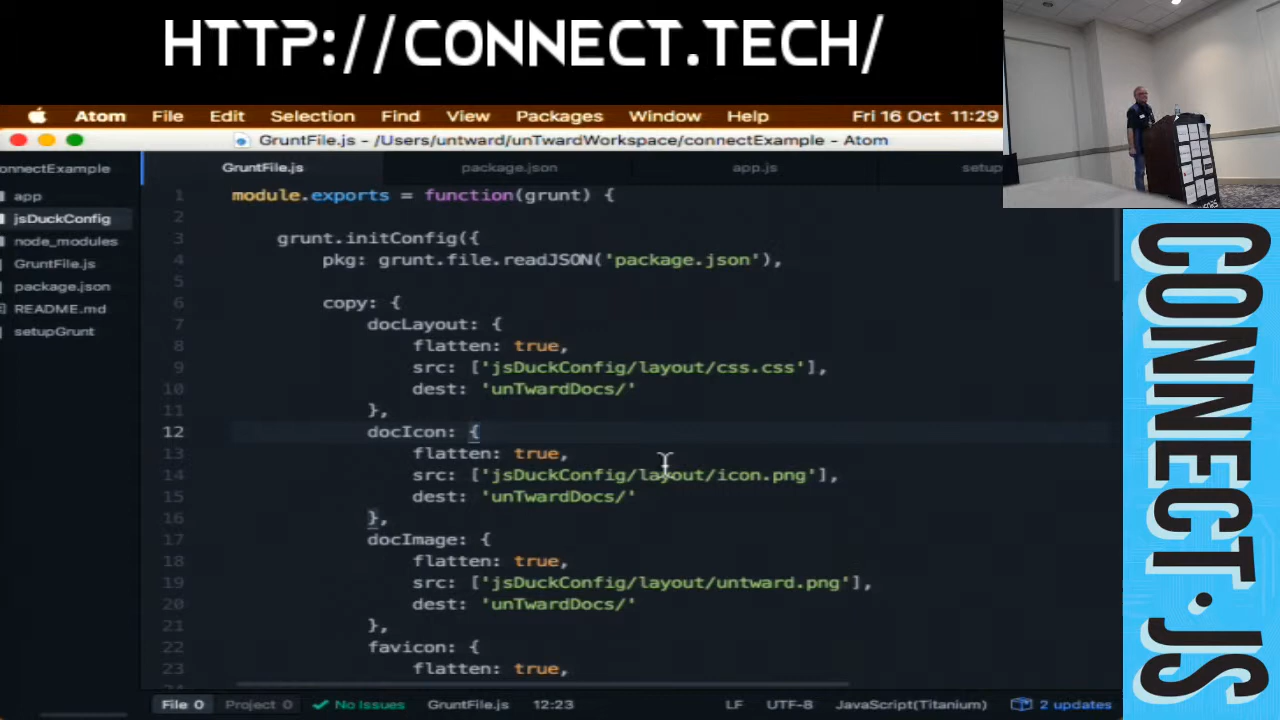 HTTP://CONNECT.TECH/
Atom File Edit Selection Find View Packages Window Help Fri 16 Oct 11:29
GruntFile.js - /Users/untward/unTwardWorkspace/connectExample - Atom
onnectExample
app
jsDuckConfig
node_modules
GruntFile.js
package.json
README.md
setupGrunt
GruntFile.js package.json app.js setup
1 module.exports = function(grunt) {
2
3 grunt.initConfig({
4 pkg: grunt.file.readJSON('package.json'),
5
6 copy: {
7 docLayout: {
8 flatten: true,
9 src: ['jsDuckConfig/layout/css.css'],
10 dest: 'unTwardDocs/'
11 },
12 docIcon: {
13 flatten: true,
14 src: ['jsDuckConfig/layout/icon.png'],
15 dest: 'unTwardDocs/'
16 },
17 docImage: {
18 flatten: true,
19 src: ['jsDuckConfig/layout/untward.png'],
20 dest: 'unTwardDocs/'
21 },
22 favicon: {
23 flatten: true,
File 0 Project 0 No Issues GruntFile.js 12:23 LF UTF-8 JavaScript(Titanium) 2 updates
CONNECT.JS